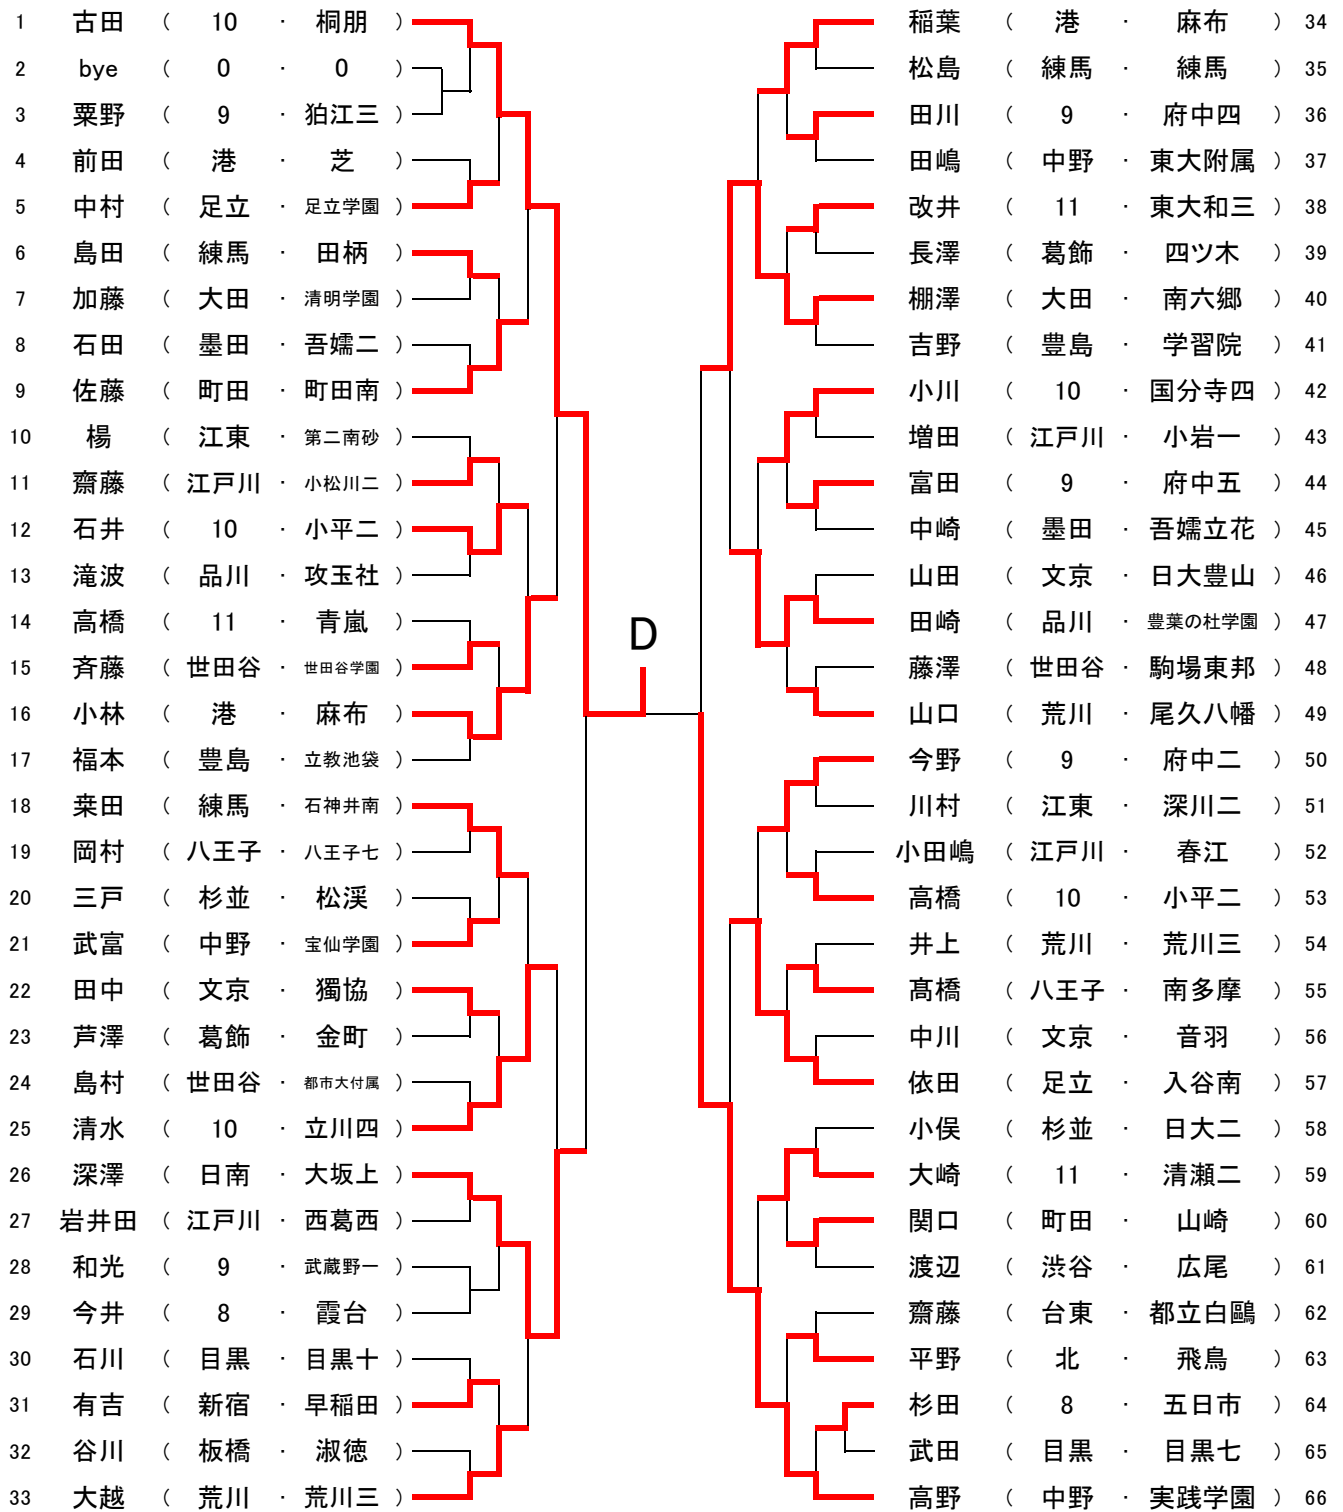 1 古田 ( 10 ・ 桐朋 )
2 bye ( 0 ・ 0 )
3 粟野 ( 9 ・ 狛江三 )
4 前田 ( 港 ・ 芝 )
5 中村 ( 足立 ・ 足立学園 )
6 島田 ( 練馬 ・ 田柄 )
7 加藤 ( 大田 ・ 清明学園 )
8 石田 ( 墨田 ・ 吾嬬二 )
9 佐藤 ( 町田 ・ 町田南 )
10 楊 ( 江東 ・ 第二南砂 )
11 齋藤 ( 江戸川 ・ 小松川二 )
12 石井 ( 10 ・ 小平二 )
13 滝波 ( 品川 ・ 攻玉社 )
14 高橋 ( 11 ・ 青嵐 )
15 斉藤 ( 世田谷 ・ 世田谷学園 )
16 小林 ( 港 ・ 麻布 )
17 福本 ( 豊島 ・ 立教池袋 )
18 桒田 ( 練馬 ・ 石神井南 )
19 岡村 ( 八王子 ・ 八王子七 )
20 三戸 ( 杉並 ・ 松渓 )
21 武富 ( 中野 ・ 宝仙学園 )
22 田中 ( 文京 ・ 獨協 )
23 芦澤 ( 葛飾 ・ 金町 )
24 島村 ( 世田谷 ・ 都市大付属 )
25 清水 ( 10 ・ 立川四 )
26 深澤 ( 日南 ・ 大坂上 )
27 岩井田 ( 江戸川 ・ 西葛西 )
28 和光 ( 9 ・ 武蔵野一 )
29 今井 ( 8 ・ 霞台 )
30 石川 ( 目黒 ・ 目黒十 )
31 有吉 ( 新宿 ・ 早稲田 )
32 谷川 ( 板橋 ・ 淑徳 )
33 大越 ( 荒川 ・ 荒川三 )
D
稲葉 ( 港 ・ 麻布 ) 34
松島 ( 練馬 ・ 練馬 ) 35
田川 ( 9 ・ 府中四 ) 36
田嶋 ( 中野 ・ 東大附属 ) 37
改井 ( 11 ・ 東大和三 ) 38
長澤 ( 葛飾 ・ 四ツ木 ) 39
棚澤 ( 大田 ・ 南六郷 ) 40
吉野 ( 豊島 ・ 学習院 ) 41
小川 ( 10 ・ 国分寺四 ) 42
増田 ( 江戸川 ・ 小岩一 ) 43
富田 ( 9 ・ 府中五 ) 44
中崎 ( 墨田 ・ 吾嬬立花 ) 45
山田 ( 文京 ・ 日大豊山 ) 46
田崎 ( 品川 ・ 豊葉の杜学園 ) 47
藤澤 ( 世田谷 ・ 駒場東邦 ) 48
山口 ( 荒川 ・ 尾久八幡 ) 49
今野 ( 9 ・ 府中二 ) 50
川村 ( 江東 ・ 深川二 ) 51
小田嶋 ( 江戸川 ・ 春江 ) 52
高橋 ( 10 ・ 小平二 ) 53
井上 ( 荒川 ・ 荒川三 ) 54
髙橋 ( 八王子 ・ 南多摩 ) 55
中川 ( 文京 ・ 音羽 ) 56
依田 ( 足立 ・ 入谷南 ) 57
小俣 ( 杉並 ・ 日大二 ) 58
大崎 ( 11 ・ 清瀬二 ) 59
関口 ( 町田 ・ 山崎 ) 60
渡辺 ( 渋谷 ・ 広尾 ) 61
齋藤 ( 台東 ・ 都立白鷗 ) 62
平野 ( 北 ・ 飛鳥 ) 63
杉田 ( 8 ・ 五日市 ) 64
武田 ( 目黒 ・ 目黒七 ) 65
高野 ( 中野 ・ 実践学園 ) 66